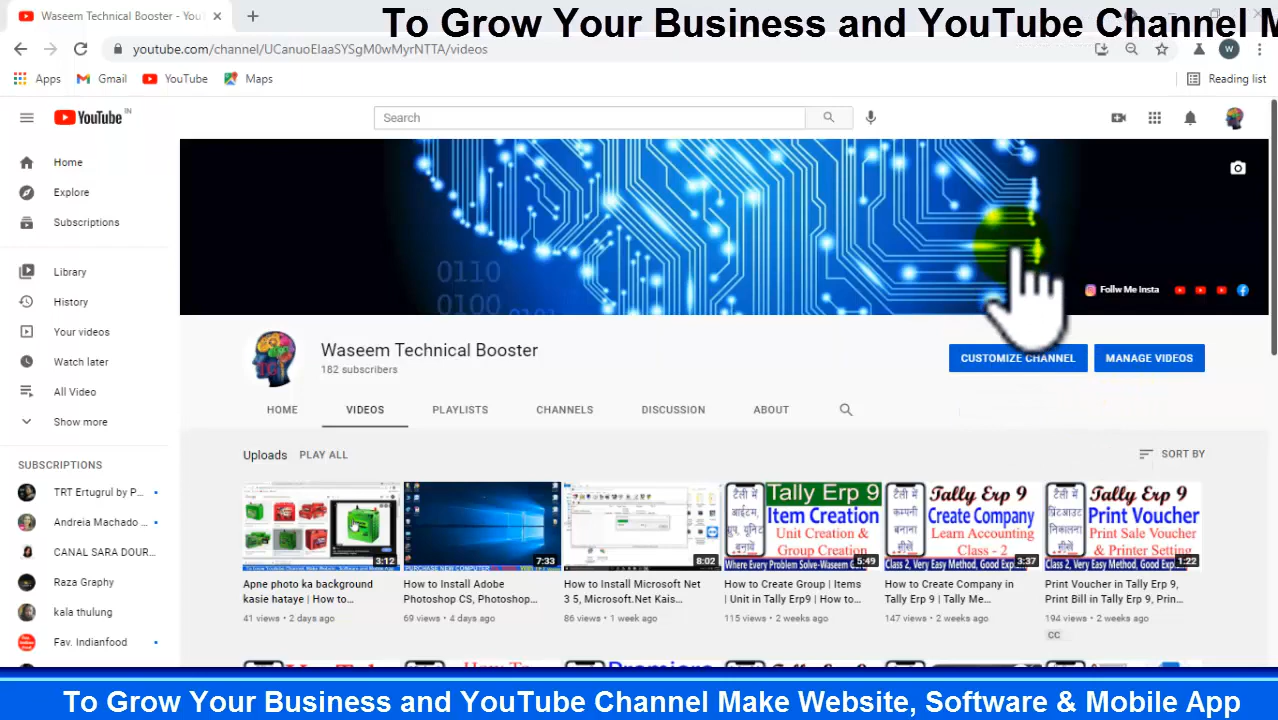 To Grow Your Business and YouTube Channel M
Waseem Technical Booster - You
youtube.com/channel/UCanuoEIaaSYSgM0wMyrNTTA/videos
W
Apps
Gmail
YouTube
Maps
Reading list
YouTube IN
Search
Home
Explore
Subscriptions
Library
History
Your videos
Watch later
All Video
Show more
SUBSCRIPTIONS
TRT Ertugrul by P...
Andreia Machado ...
CANAL SARA DOUR...
Raza Graphy
kala thulung
Fav. Indianfood
0110
0100
Follw Me Insta
Waseem Technical Booster
182 subscribers
CUSTOMIZE CHANNEL
MANAGE VIDEOS
HOME
VIDEOS
PLAYLISTS
CHANNELS
DISCUSSION
ABOUT
Uploads
PLAY ALL
SORT BY
3:12
Apne photo ka background
kasie hataye | How to...
41 views • 2 days ago
PURCHASE NEW COMPUTER
7:33
How to Install Adobe
Photoshop CS, Photoshop...
69 views • 4 days ago
8:02
How to Install Microsoft Net
3 5, Microsoft.Net Kais...
86 views • 1 week ago
टैली में
आईटम,
ग्रुप, यूनिट
बनायें
Tally Erp 9
Item Creation
Unit Creation &
Group Creation
Where Every Problem Solve-Waseem
5:49
How to Create Group | Items
| Unit in Tally Erp9 | How to...
115 views • 2 weeks ago
टैली में
कम्पनी
बनाना
सीखें
Tally Erp 9
Create Company
Learn Accounting
Class - 2
Class 2, Very Easy Method, Good
3:37
How to Create Company in
Tally Erp 9 | Tally Me...
147 views • 2 weeks ago
टैली में
प्रिंटआउट
निकालना
सीखें
Tally Erp 9
Print Voucher
Print Sale Voucher
& Printer Setting
Class 2, Very Easy Method, Good
1:22
Print Voucher in Tally Erp 9,
Print Bill in Tally Erp 9, Prin...
194 views • 2 weeks ago
CC
To Grow Your Business and YouTube Channel Make Website, Software & Mobile App